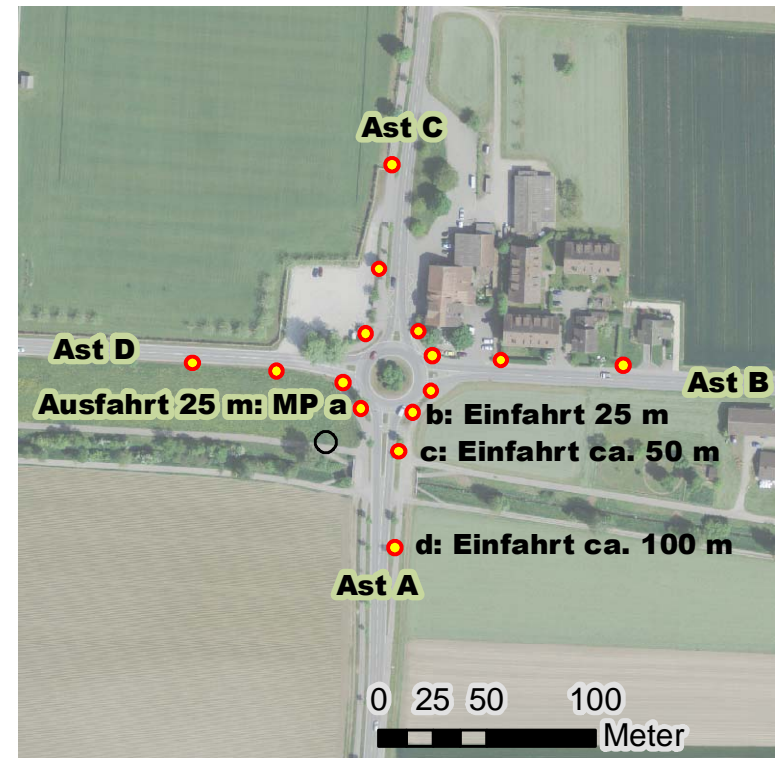 Ast C
Ast D
Ast B
Ausfahrt 25 m: MP a
b: Einfahrt 25 m
c: Einfahrt ca. 50 m
d: Einfahrt ca. 100 m
Ast A
0 25 50 100
Meter